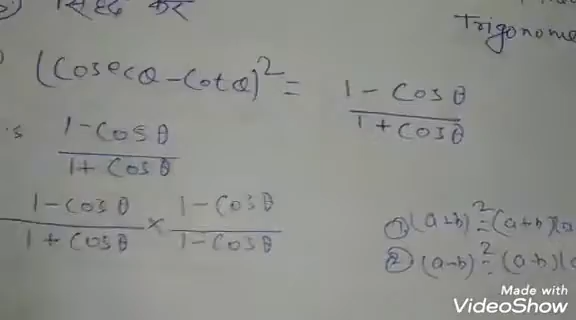 सिद्ध करें
Trigonome
(Cosecθ - Cotθ)² = 1 - Cosθ / 1 + Cosθ
1 - Cosθ / 1 + Cosθ
1 - Cosθ / 1 + Cosθ × 1 - Cosθ / 1 - Cosθ
① (a+b)² = (a+b)(a
② (a-b)² = (a-b)(a
Made with
VideoShow